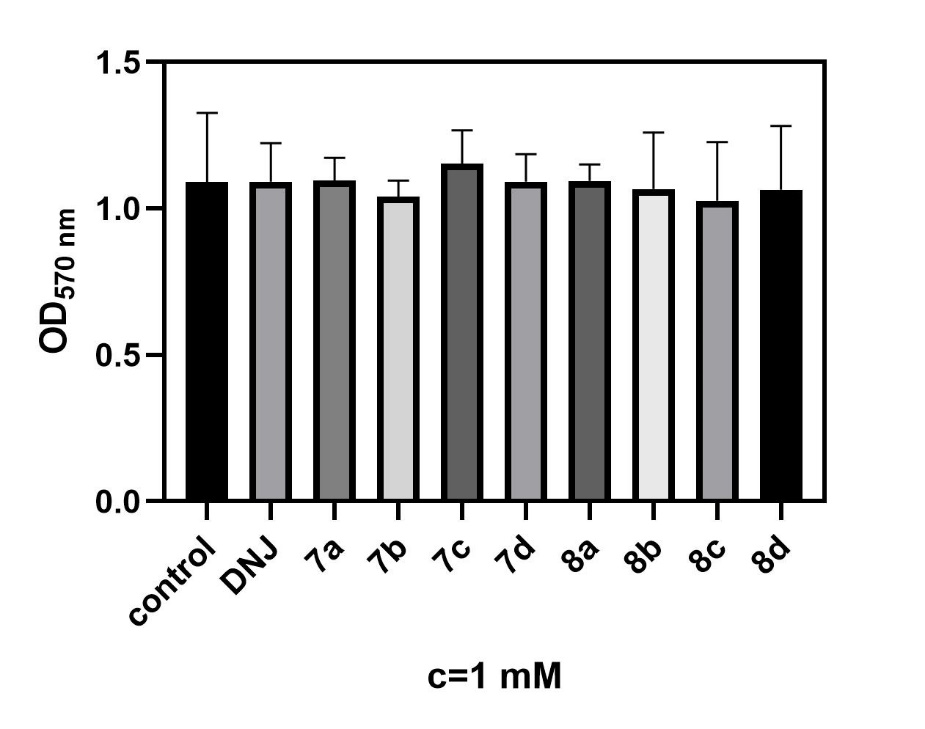 1.5
1.0
0.5
0.0
OD570 nm
control
DNJ
7a
7b
7c
7d
8a
8b
8c
8d
c=1 mM